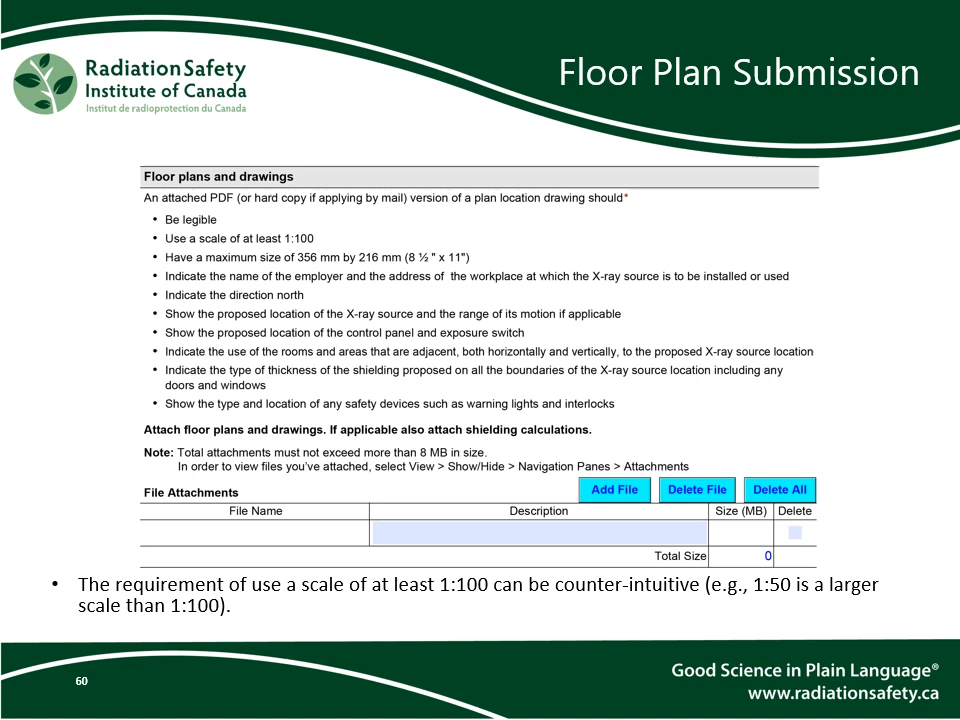 Radiation Safety
Institute of Canada
Institut de radioprotection du Canada
Floor Plan Submission
Floor plans and drawings
An attached PDF (or hard copy if applying by mail) version of a plan location drawing should*
• Be legible
• Use a scale of at least 1:100
• Have a maximum size of 356 mm by 216 mm (8 ½ " x 11")
• Indicate the name of the employer and the address of the workplace at which the X-ray source is to be installed or used
• Indicate the direction north
• Show the proposed location of the X-ray source and the range of its motion if applicable
• Show the proposed location of the control panel and exposure switch
• Indicate the use of the rooms and areas that are adjacent, both horizontally and vertically, to the proposed X-ray source location
• Indicate the type of thickness of the shielding proposed on all the boundaries of the X-ray source location including any
doors and windows
• Show the type and location of any safety devices such as warning lights and interlocks
Attach floor plans and drawings. If applicable also attach shielding calculations.
Note: Total attachments must not exceed more than 8 MB in size.
In order to view files you've attached, select View > Show/Hide > Navigation Panes > Attachments
File Attachments Add File Delete File Delete All
File Name Description Size (MB) Delete
Total Size 0
• The requirement of use a scale of at least 1:100 can be counter-intuitive (e.g., 1:50 is a larger
scale than 1:100).
60
Good Science in Plain Language®
www.radiationsafety.ca